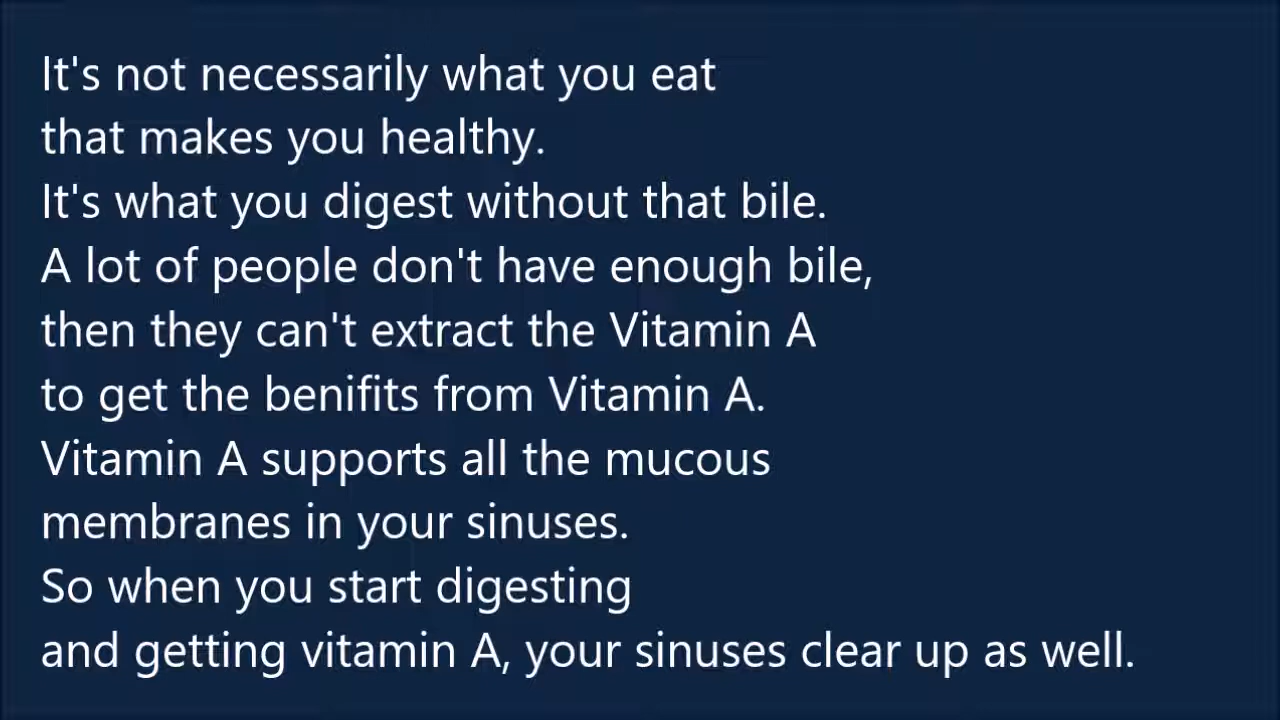 It's not necessarily what you eat
that makes you healthy.
It's what you digest without that bile.
A lot of people don't have enough bile,
then they can't extract the Vitamin A
to get the benifits from Vitamin A.
Vitamin A supports all the mucous
membranes in your sinuses.
So when you start digesting
and getting vitamin A, your sinuses clear up as well.